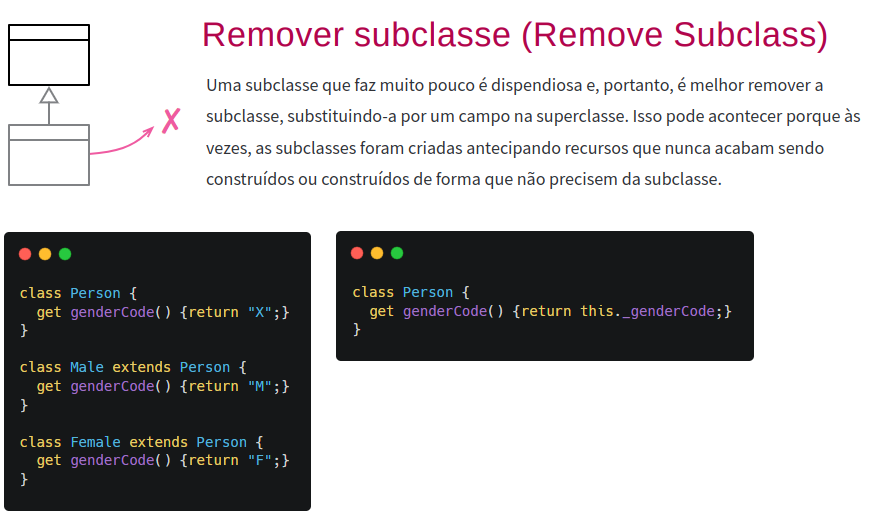 Remover subclasse (Remove Subclass)
Uma subclasse que faz muito pouco é dispendiosa e, portanto, é melhor remover a
subclasse, substituindo-a por um campo na superclasse. Isso pode acontecer porque às
vezes, as subclasses foram criadas antecipando recursos que nunca acabam sendo
construídos ou construídos de forma que não precisem da subclasse.
class Person {
  get genderCode() {return "X";}
}

class Male extends Person {
  get genderCode() {return "M";}
}

class Female extends Person {
  get genderCode() {return "F";}
}
class Person {
  get genderCode() {return this._genderCode;}
}